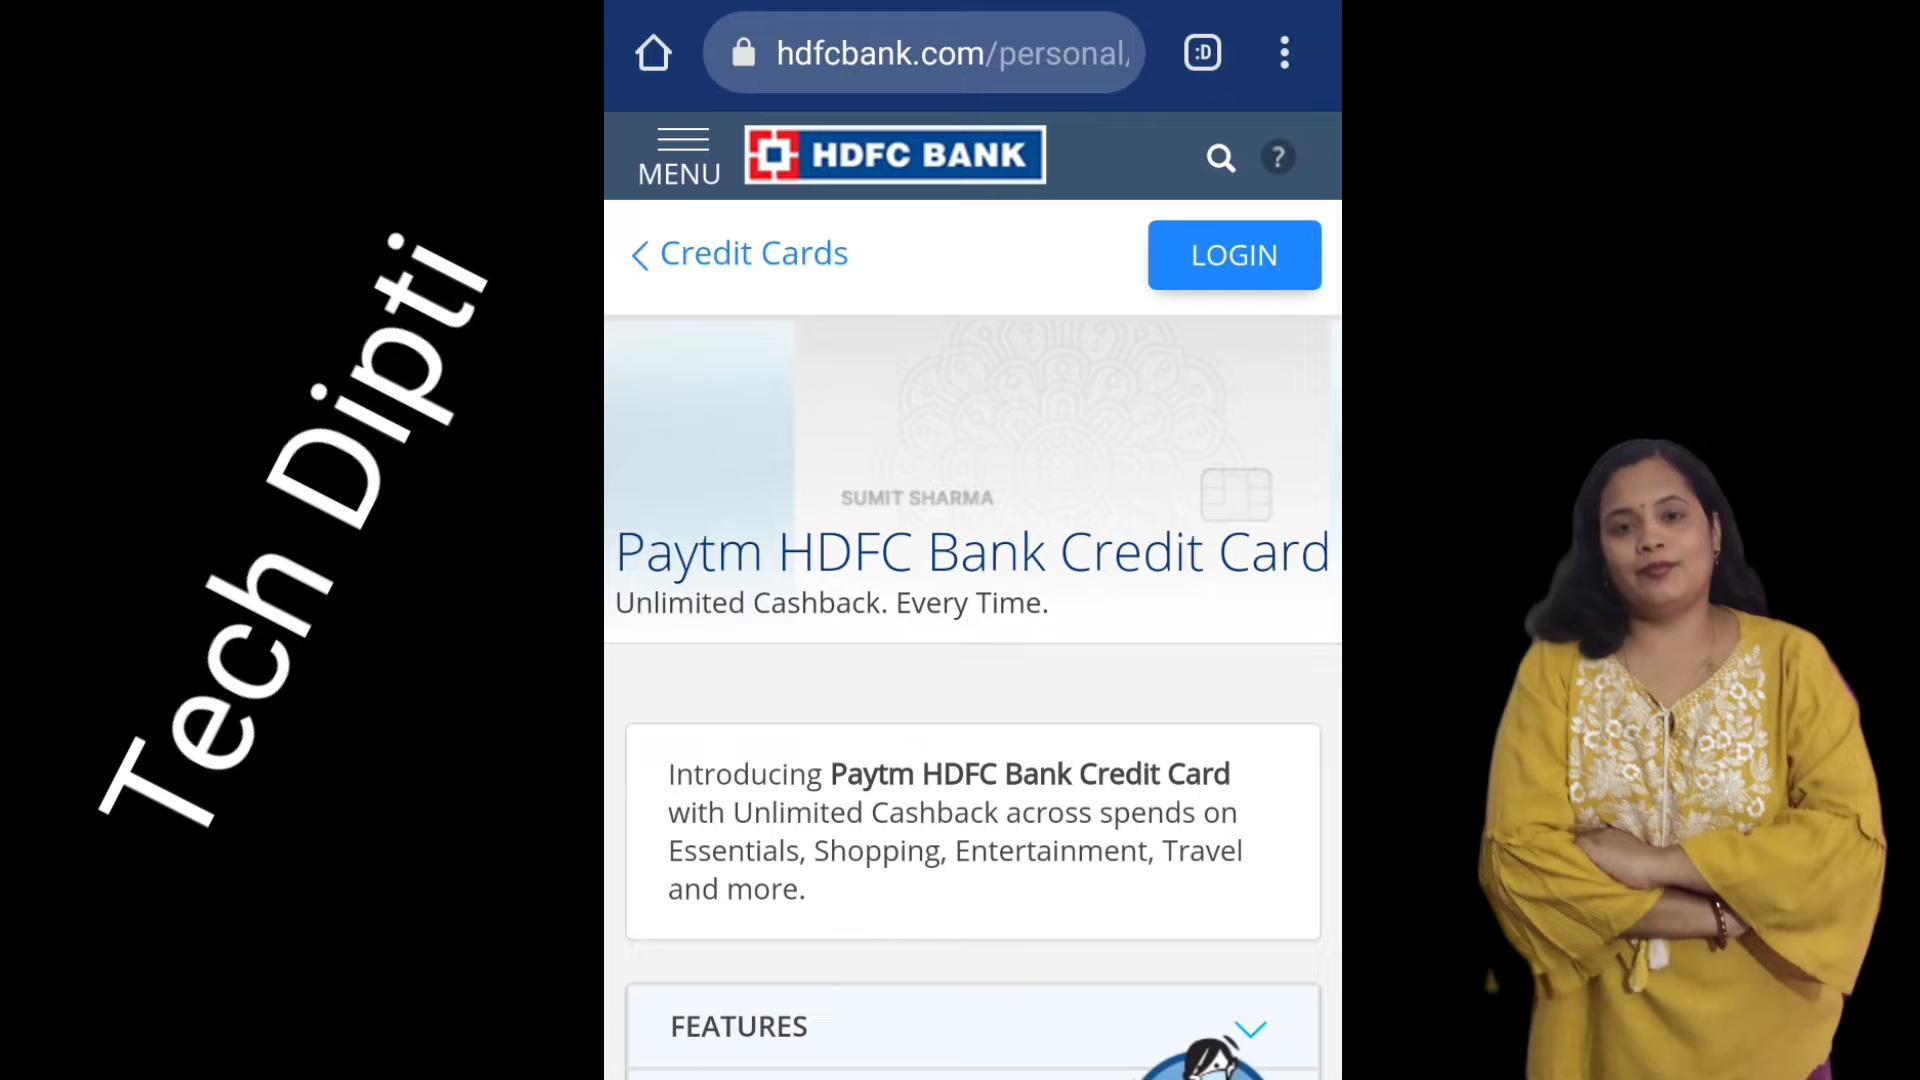 Tech Dipti
hdfcbank.com/personal/
:D
MENU
HDFC BANK
?
Credit Cards
LOGIN
SUMIT SHARMA
Paytm HDFC Bank Credit Card
Unlimited Cashback. Every Time.
Introducing Paytm HDFC Bank Credit Card
with Unlimited Cashback across spends on
Essentials, Shopping, Entertainment, Travel
and more.
FEATURES